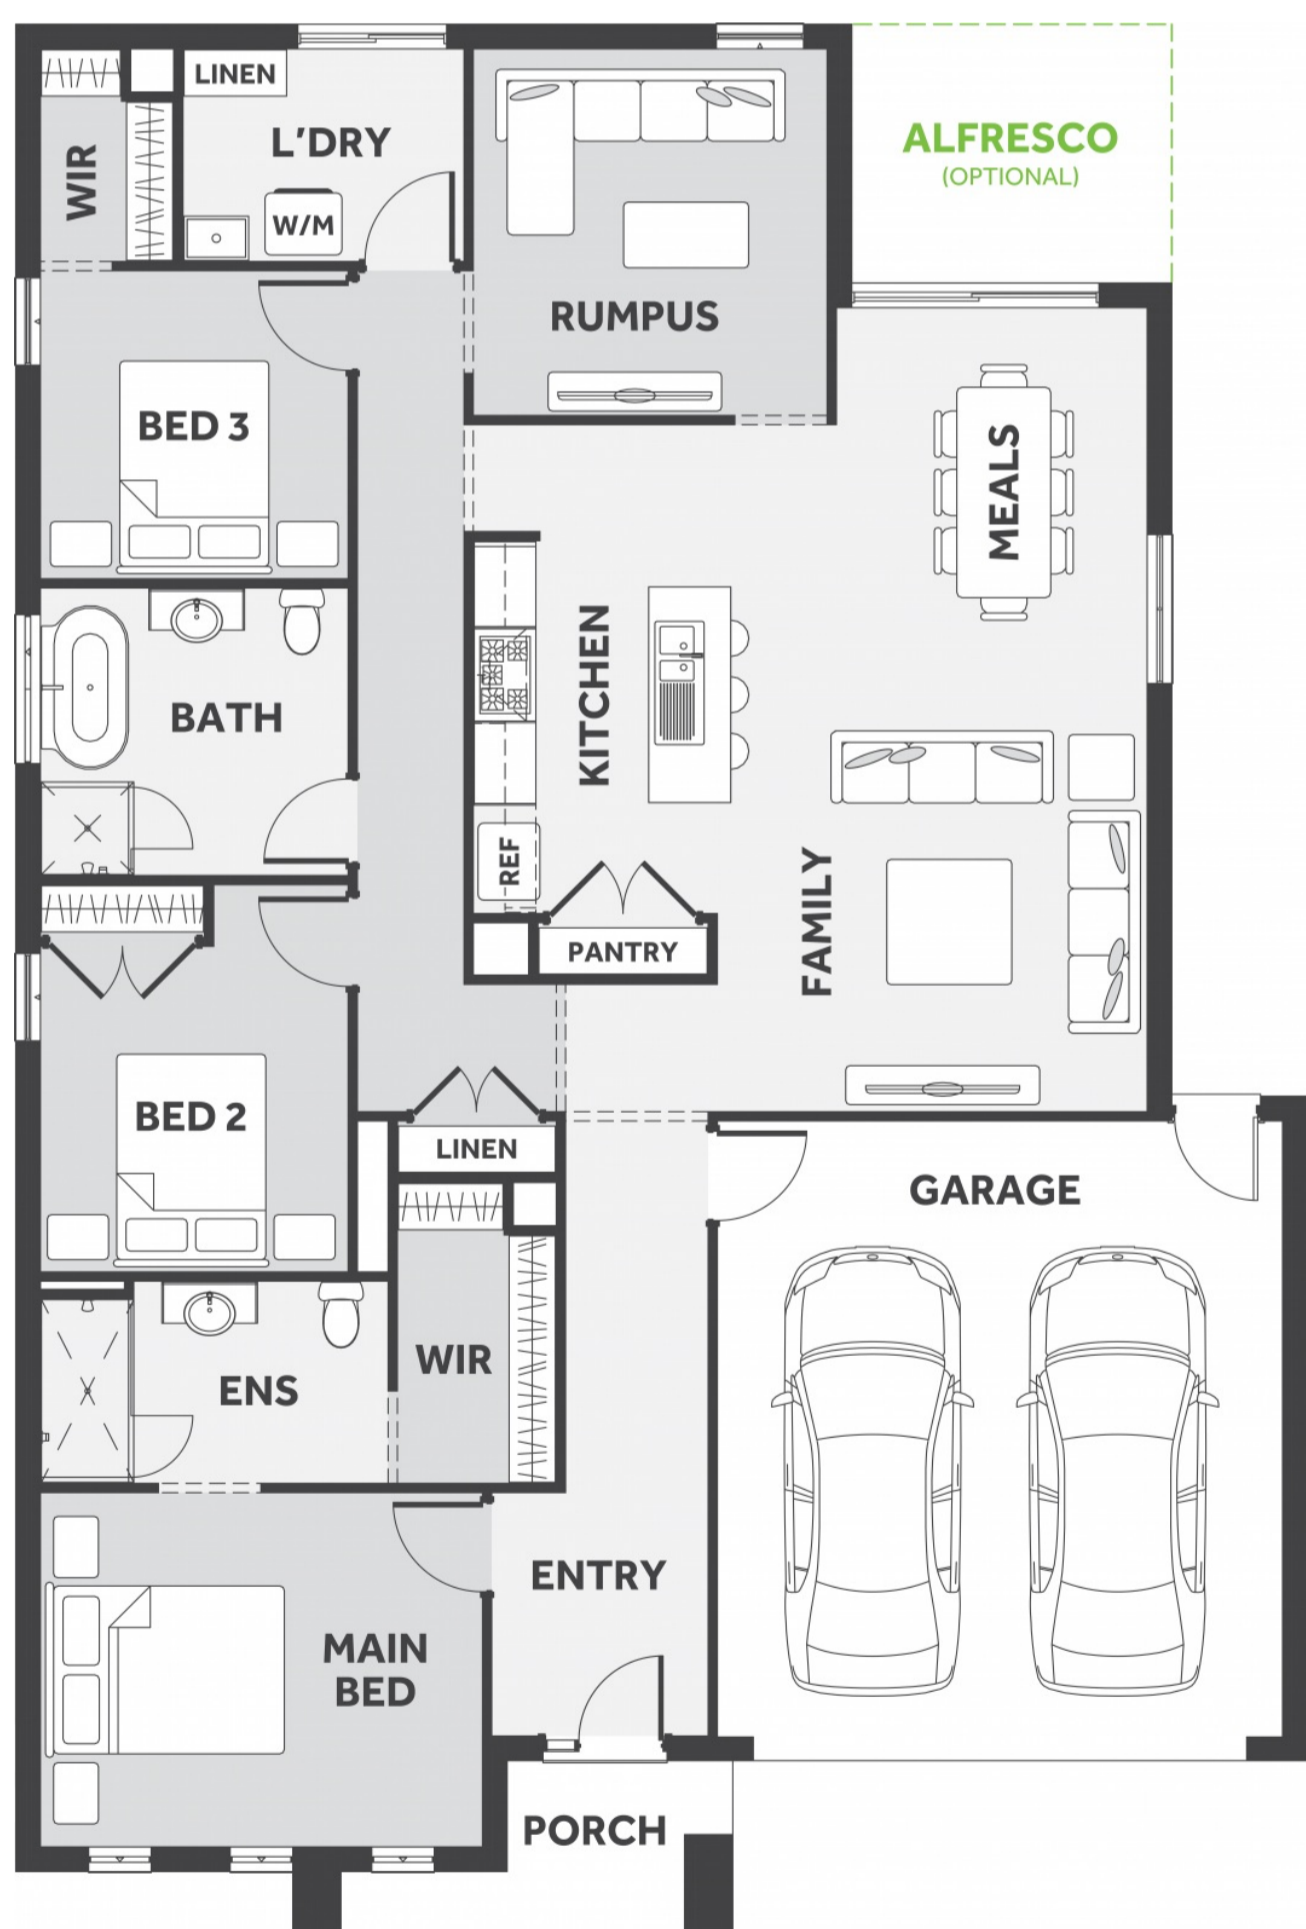 LINEN
L'DRY
WIR
W/M
ALFRESCO
(OPTIONAL)
RUMPUS
BED 3
MEALS
KITCHEN
BATH
REF
FAMILY
PANTRY
BED 2
LINEN
GARAGE
WIR
ENS
ENTRY
MAIN
BED
PORCH